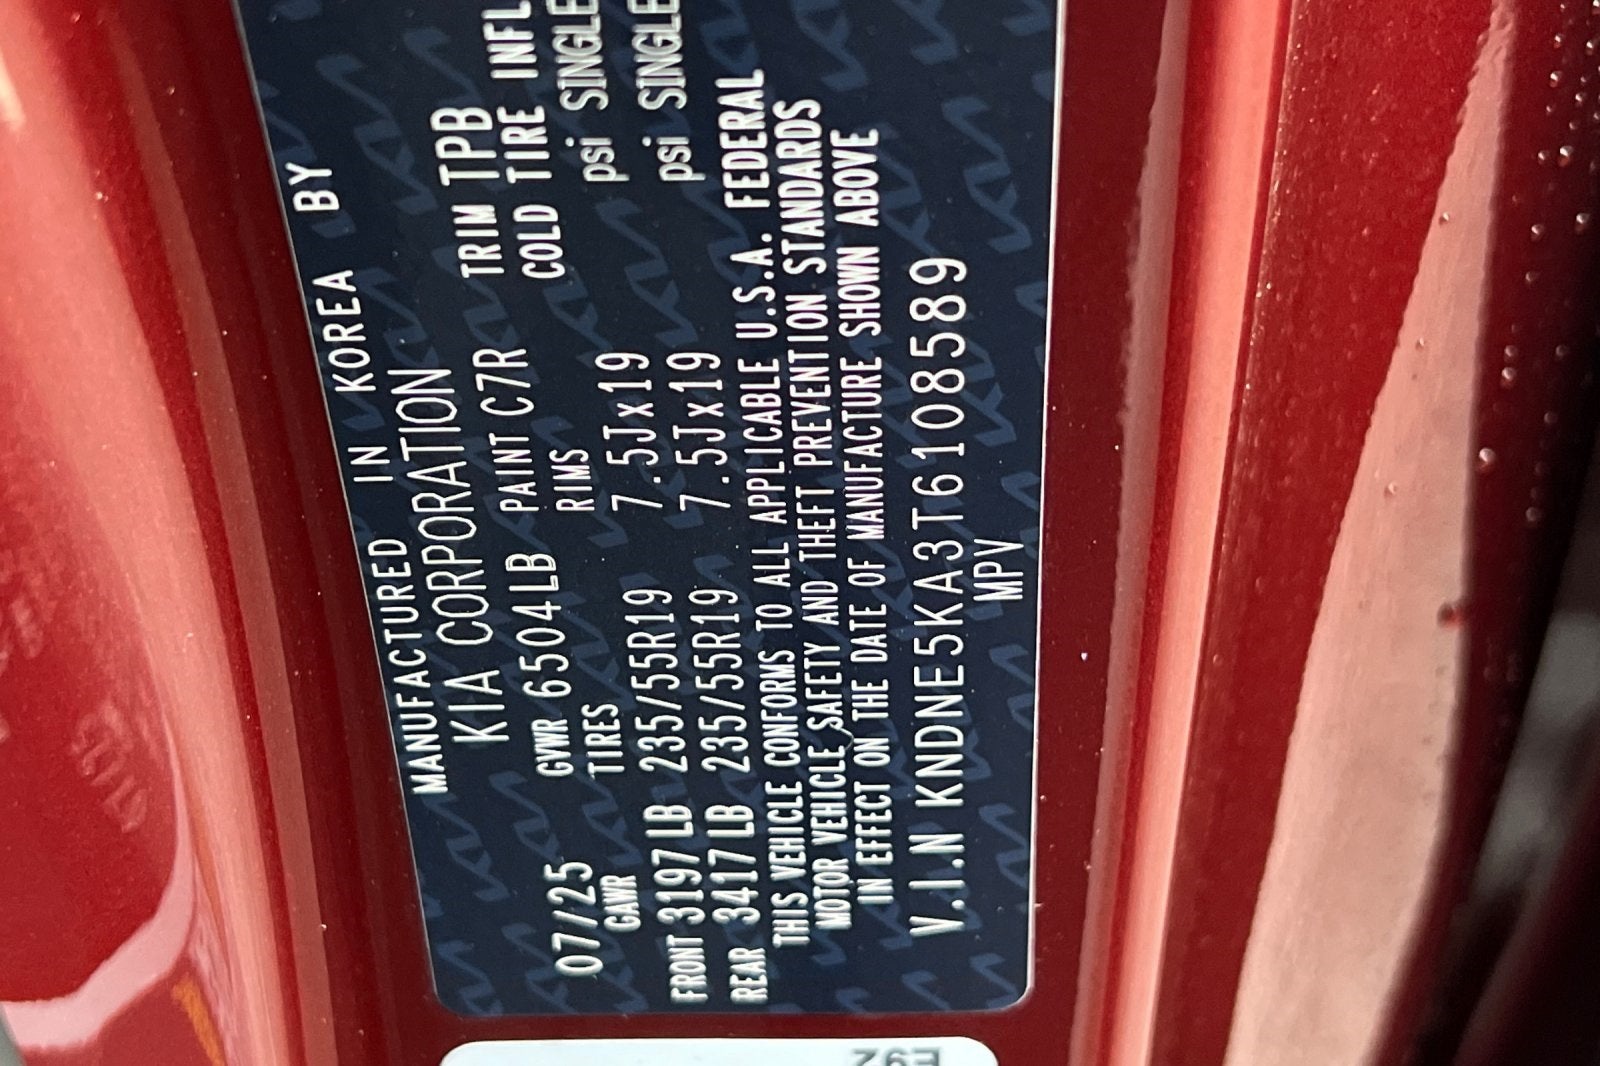 MANUFACTURED IN KOREA BY
KIA CORPORATION
07/25 GVWR 6504LB PAINT C7R TRIM TPB
GAWR TIRES RIMS COLD TIRE INFL
FRONT 3197LB 235/55R19 7.5Jx19 psi SINGLE
REAR 3417LB 235/55R19 7.5Jx19 psi SINGLE
THIS VEHICLE CONFORMS TO ALL APPLICABLE U.S.A. FEDERAL
MOTOR VEHICLE SAFETY AND THEFT PREVENTION STANDARDS
IN EFFECT ON THE DATE OF MANUFACTURE SHOWN ABOVE
V.I.N KNDNE5KA3T6108589
MPV
E92